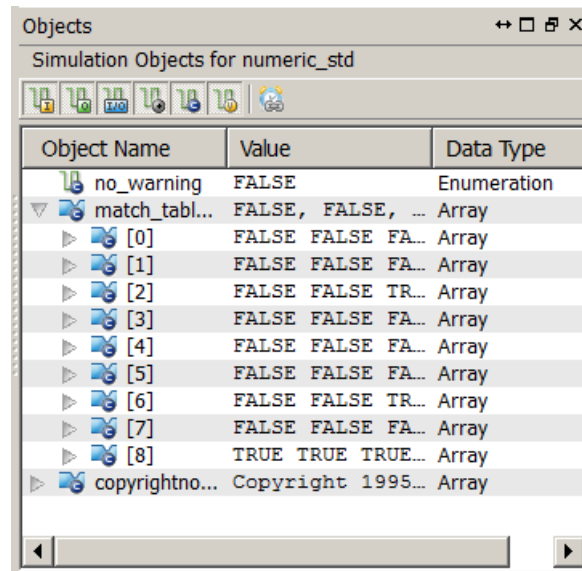 Objects
Simulation Objects for numeric_std
I O I/O C V
Object Name Value Data Type
no_warning FALSE Enumeration
match_tabl... FALSE, FALSE, ... Array
[0] FALSE FALSE FA... Array
[1] FALSE FALSE FA... Array
[2] FALSE FALSE TR... Array
[3] FALSE FALSE FA... Array
[4] FALSE FALSE FA... Array
[5] FALSE FALSE FA... Array
[6] FALSE FALSE TR... Array
[7] FALSE FALSE FA... Array
[8] TRUE TRUE TRUE... Array
copyrightno... Copyright 1995... Array